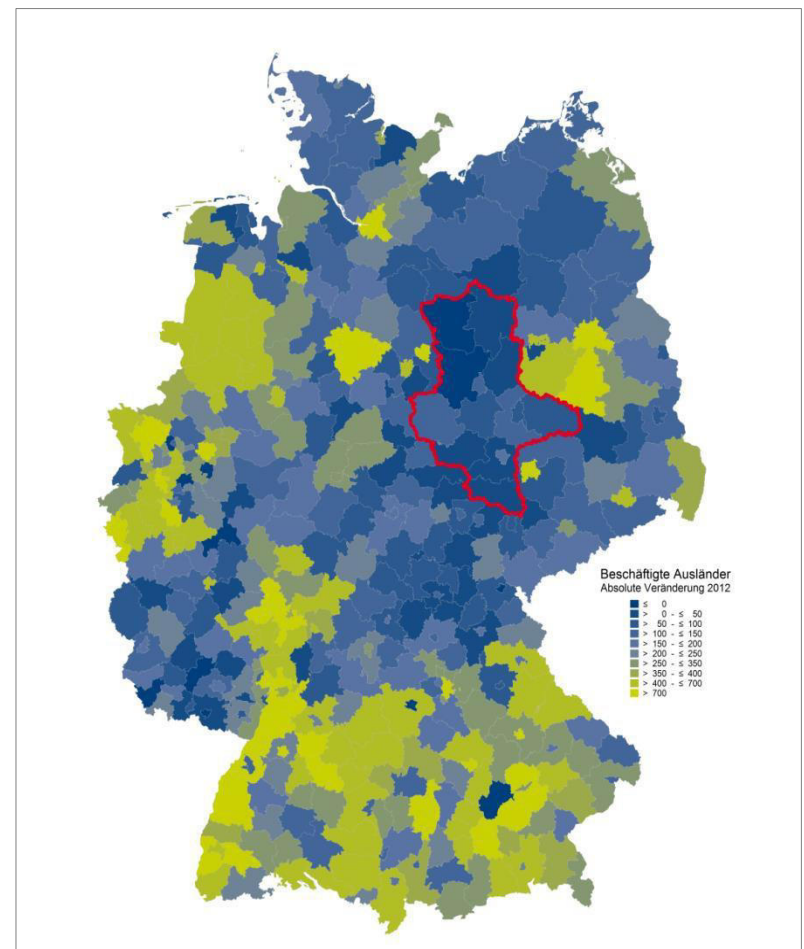 Beschäftigte Ausländer
Absolute Veränderung 2012
≤ 0
> 0 - ≤ 50
> 50 - ≤ 100
> 100 - ≤ 150
> 150 - ≤ 200
> 200 - ≤ 250
> 250 - ≤ 350
> 350 - ≤ 400
> 400 - ≤ 700
> 700